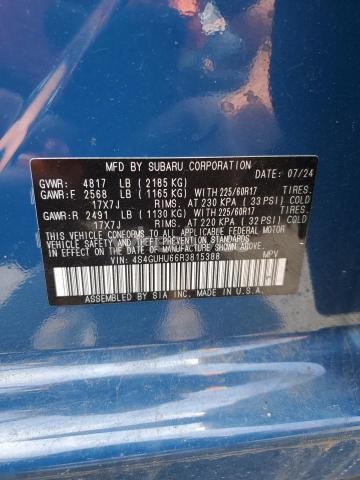 MFD BY SUBARU CORPORATION
DATE: 07/24
GVWR: 4817 LB (2185 KG)
GAWR:F 2568 LB (1165 KG) WITH 225/60R17 TIRES.
17X7J RIMS. AT 230 KPA (33 PSI) COLD
GAWR:R 2491 LB (1130 KG) WITH 225/60R17 TIRES.
17X7J RIMS. AT 220 KPA (32 PSI) COLD
THIS VEHICLE CONFORMS TO ALL APPLICABLE FEDERAL MOTOR
VEHICLE SAFETY AND THEFT PREVENTION STANDARDS
IN EFFECT ON THE DATE OF MANUFACTURE SHOWN ABOVE.
VIN: 4S4GUHU66R3815388 MPV
ASSEMBLED BY SIA INC. MADE IN U.S.A.